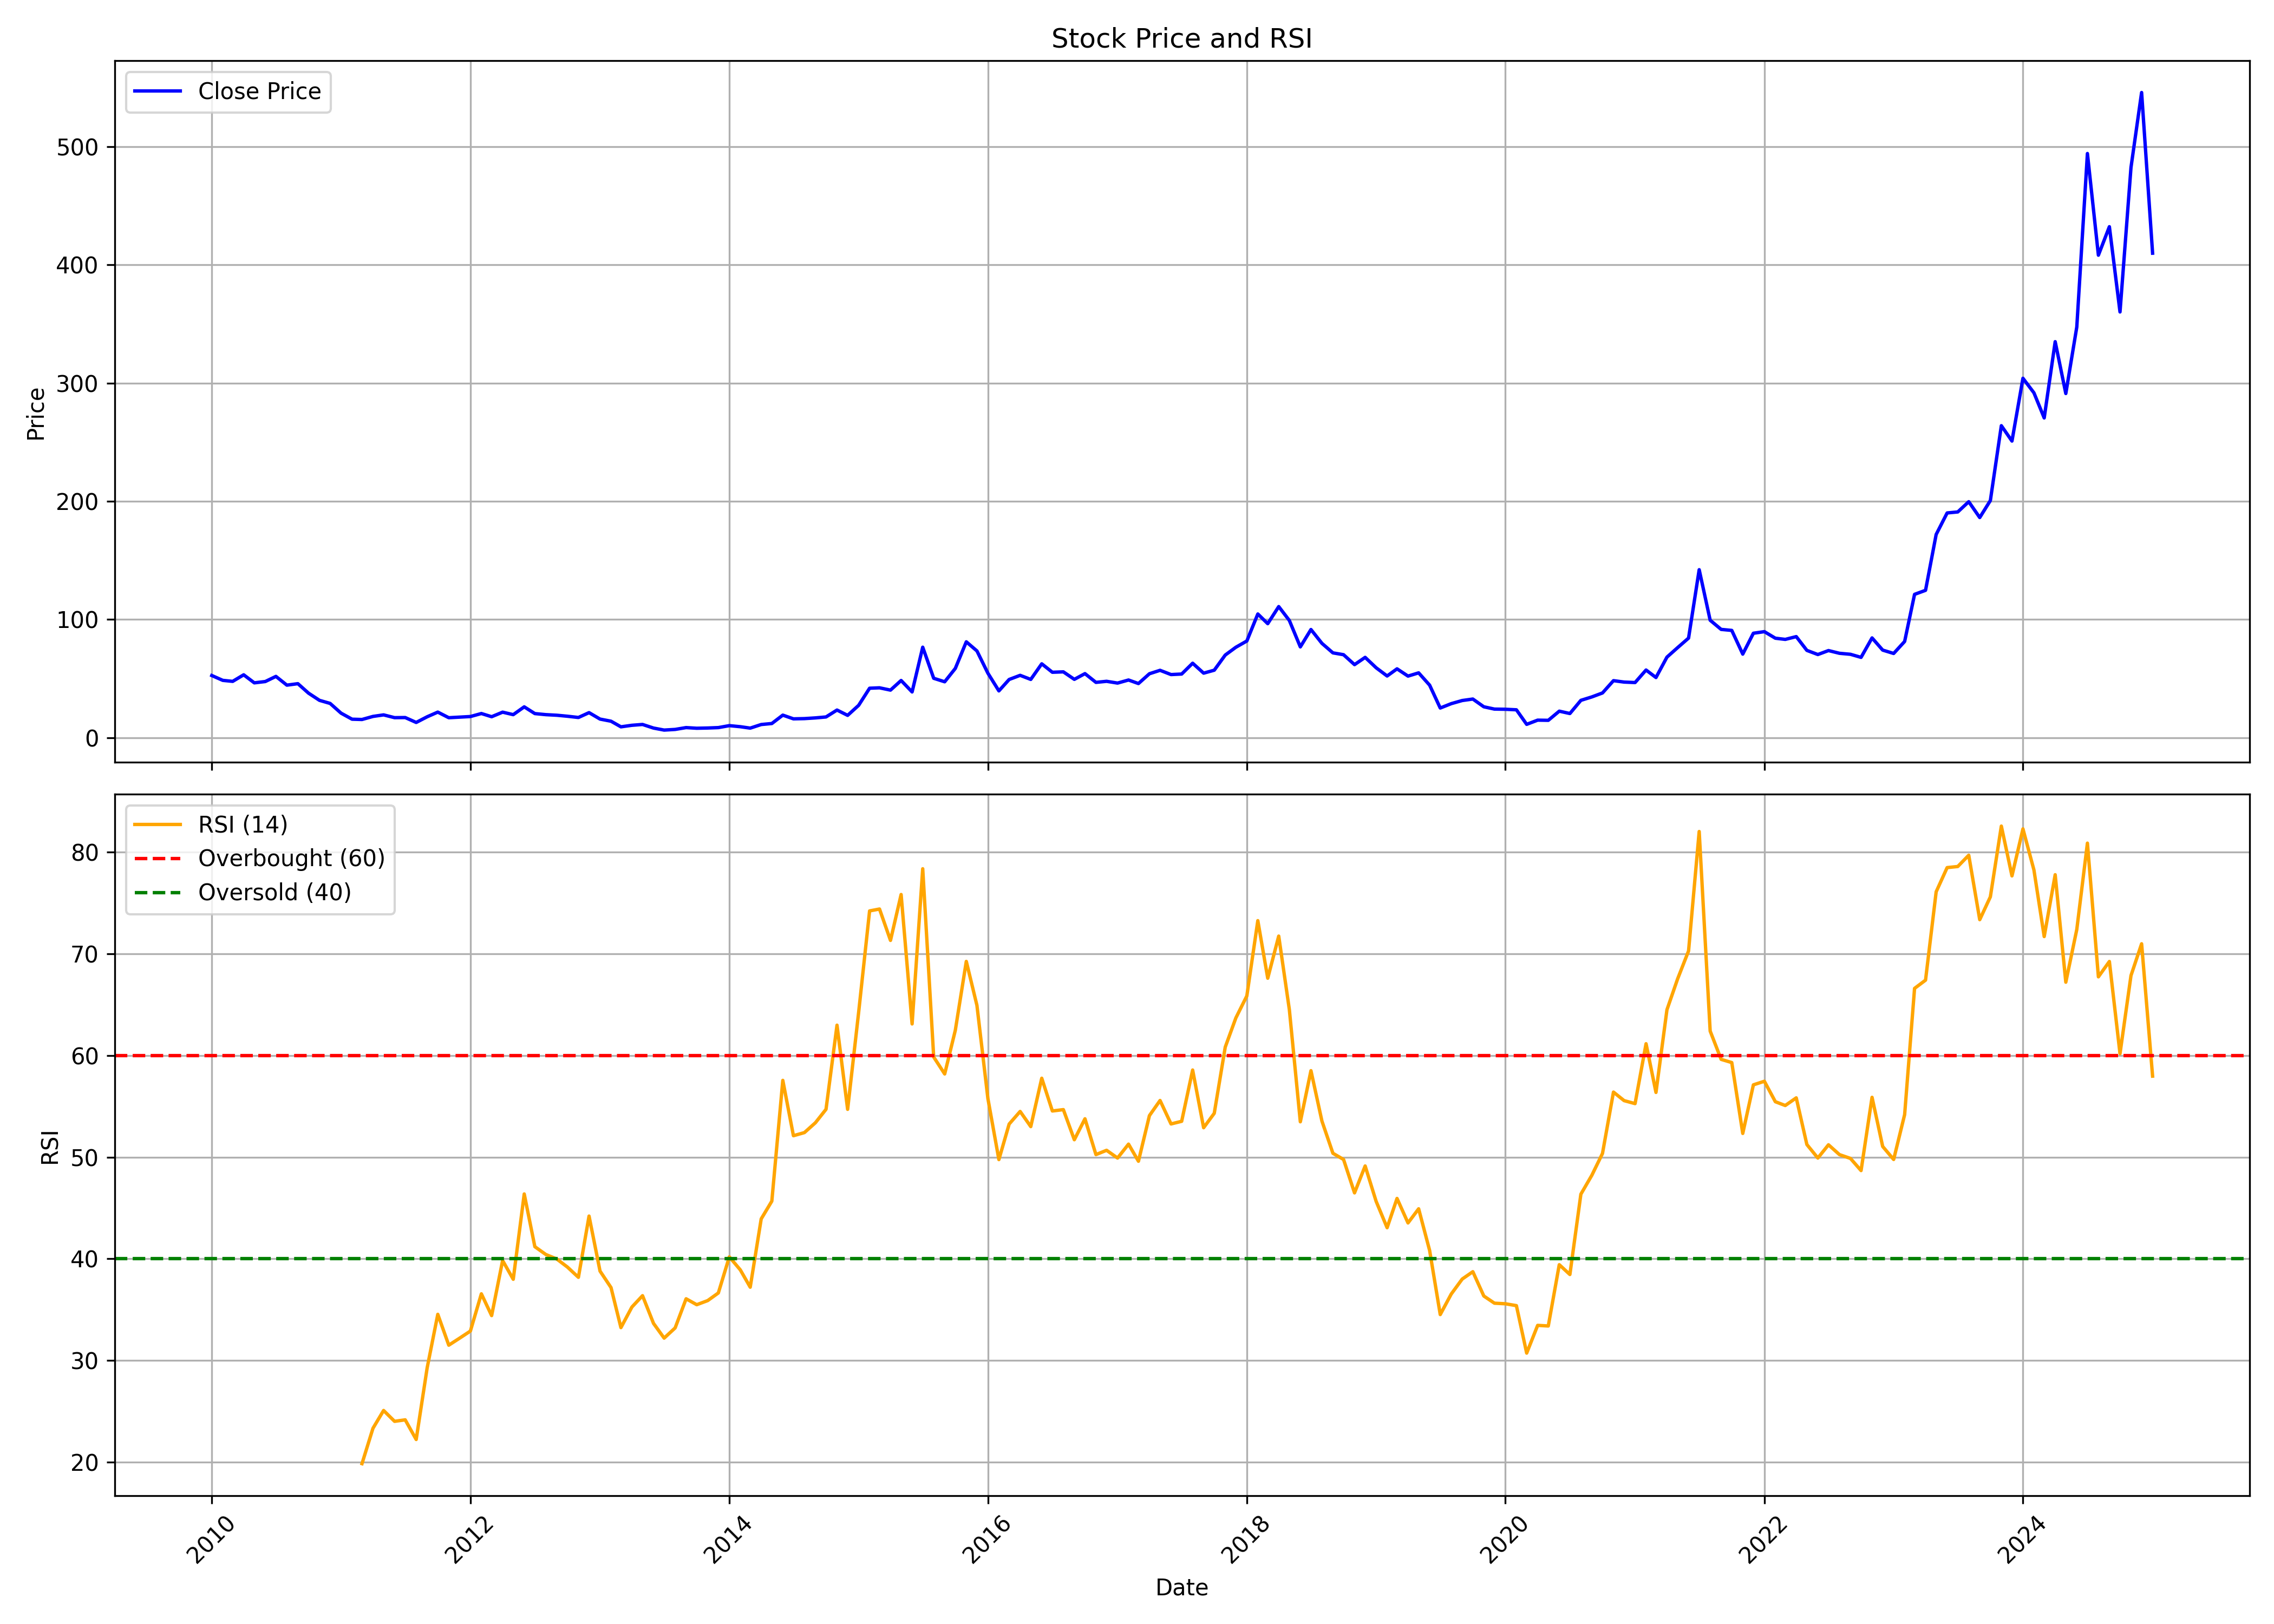 Stock Price and RSI
Close Price
Price
500
400
300
200
100
0
RSI (14)
Overbought (60)
Oversold (40)
RSI
80
70
60
50
40
30
20
2010
2012
2014
2016
2018
2020
2022
2024
Date